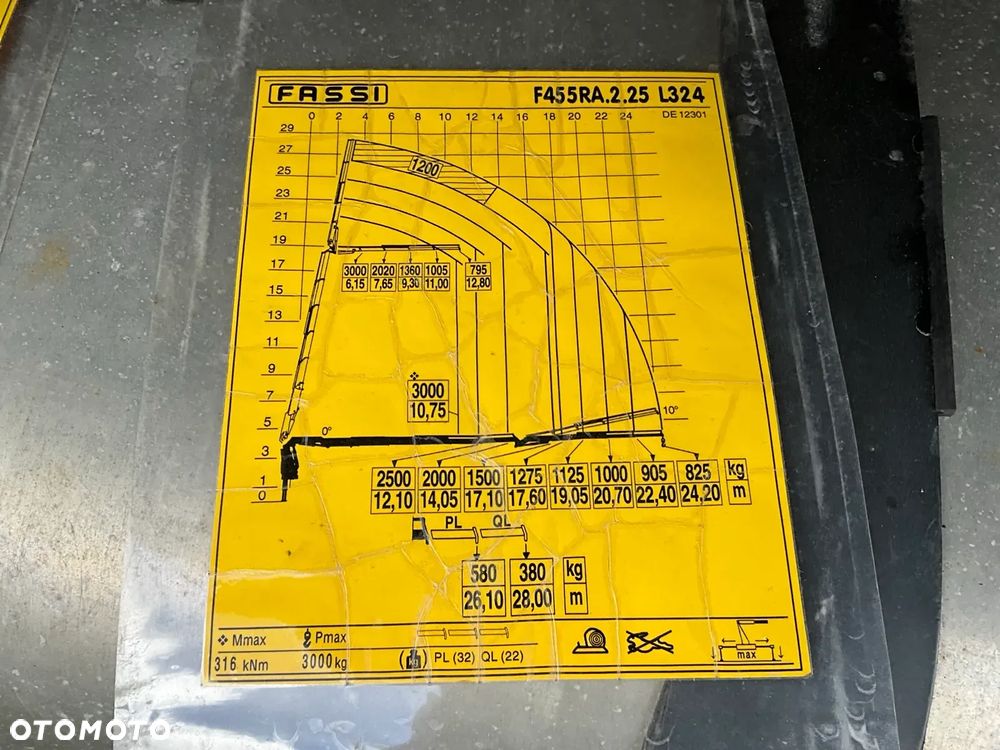 FASSI F455RA.2.25 L324
0 2 4 6 8 10 12 14 16 18 20 22 24 DE 12301
29
27
1200
25
23
21
19
3000 2020 1360 1005 795
6,15 7,65 9,30 11,00 12,80
17
15
13
11
9
7
3000
10,75
10°
5
0°
3
2500 2000 1500 1275 1125 1000 905 825 kg
12,10 14,05 17,10 17,60 19,05 20,70 22,40 24,20 m
1
0
PL QL
580 380 kg
26,10 28,00 m
Mmax Pmax
316 kNm 3000 kg
( ) PL (32) QL (22)
max
OTOMOTO